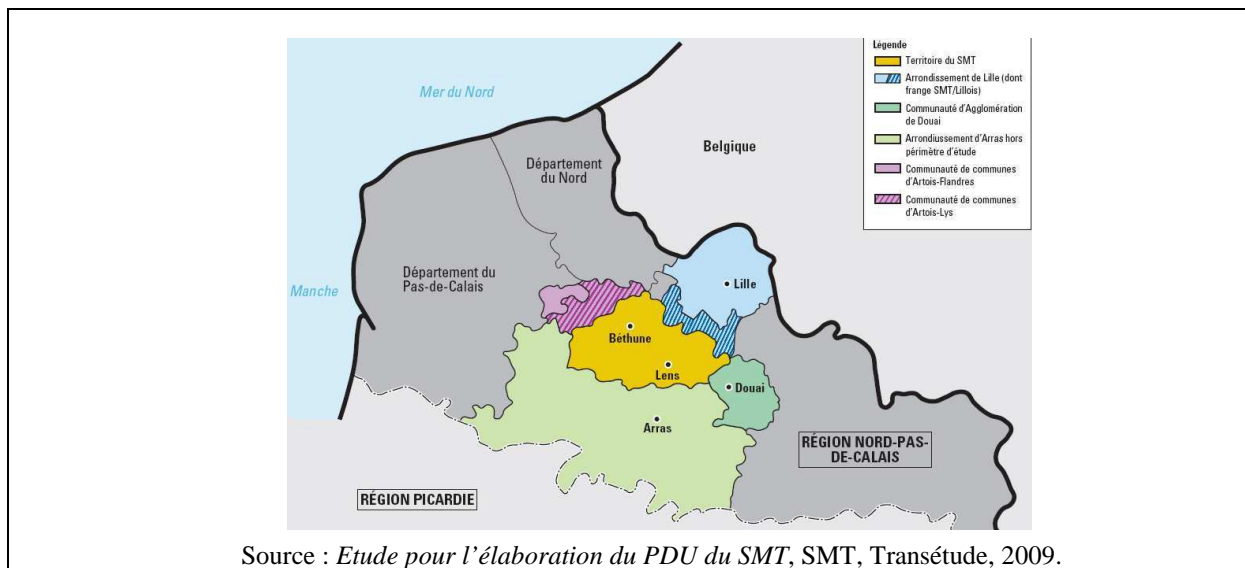 Légende
Territoire du SMT
Arrondissement de Lille (dont
frange SMT/Lillois)
Communauté d'Agglomération
de Douai
Arrondiussement d'Arras hors
périmètre d'étude
Communauté de communes
d'Artois-Flandres
Communauté de communes
d'Artois-Lys
Mer du Nord
Belgique
Département
du Nord
Département du
Pas-de-Calais
Manche
Lille
Béthune
Lens
Douai
Arras
RÉGION NORD-PAS-
DE-CALAIS
RÉGION PICARDIE
Source : Etude pour l'élaboration du PDU du SMT, SMT, Transétude, 2009.